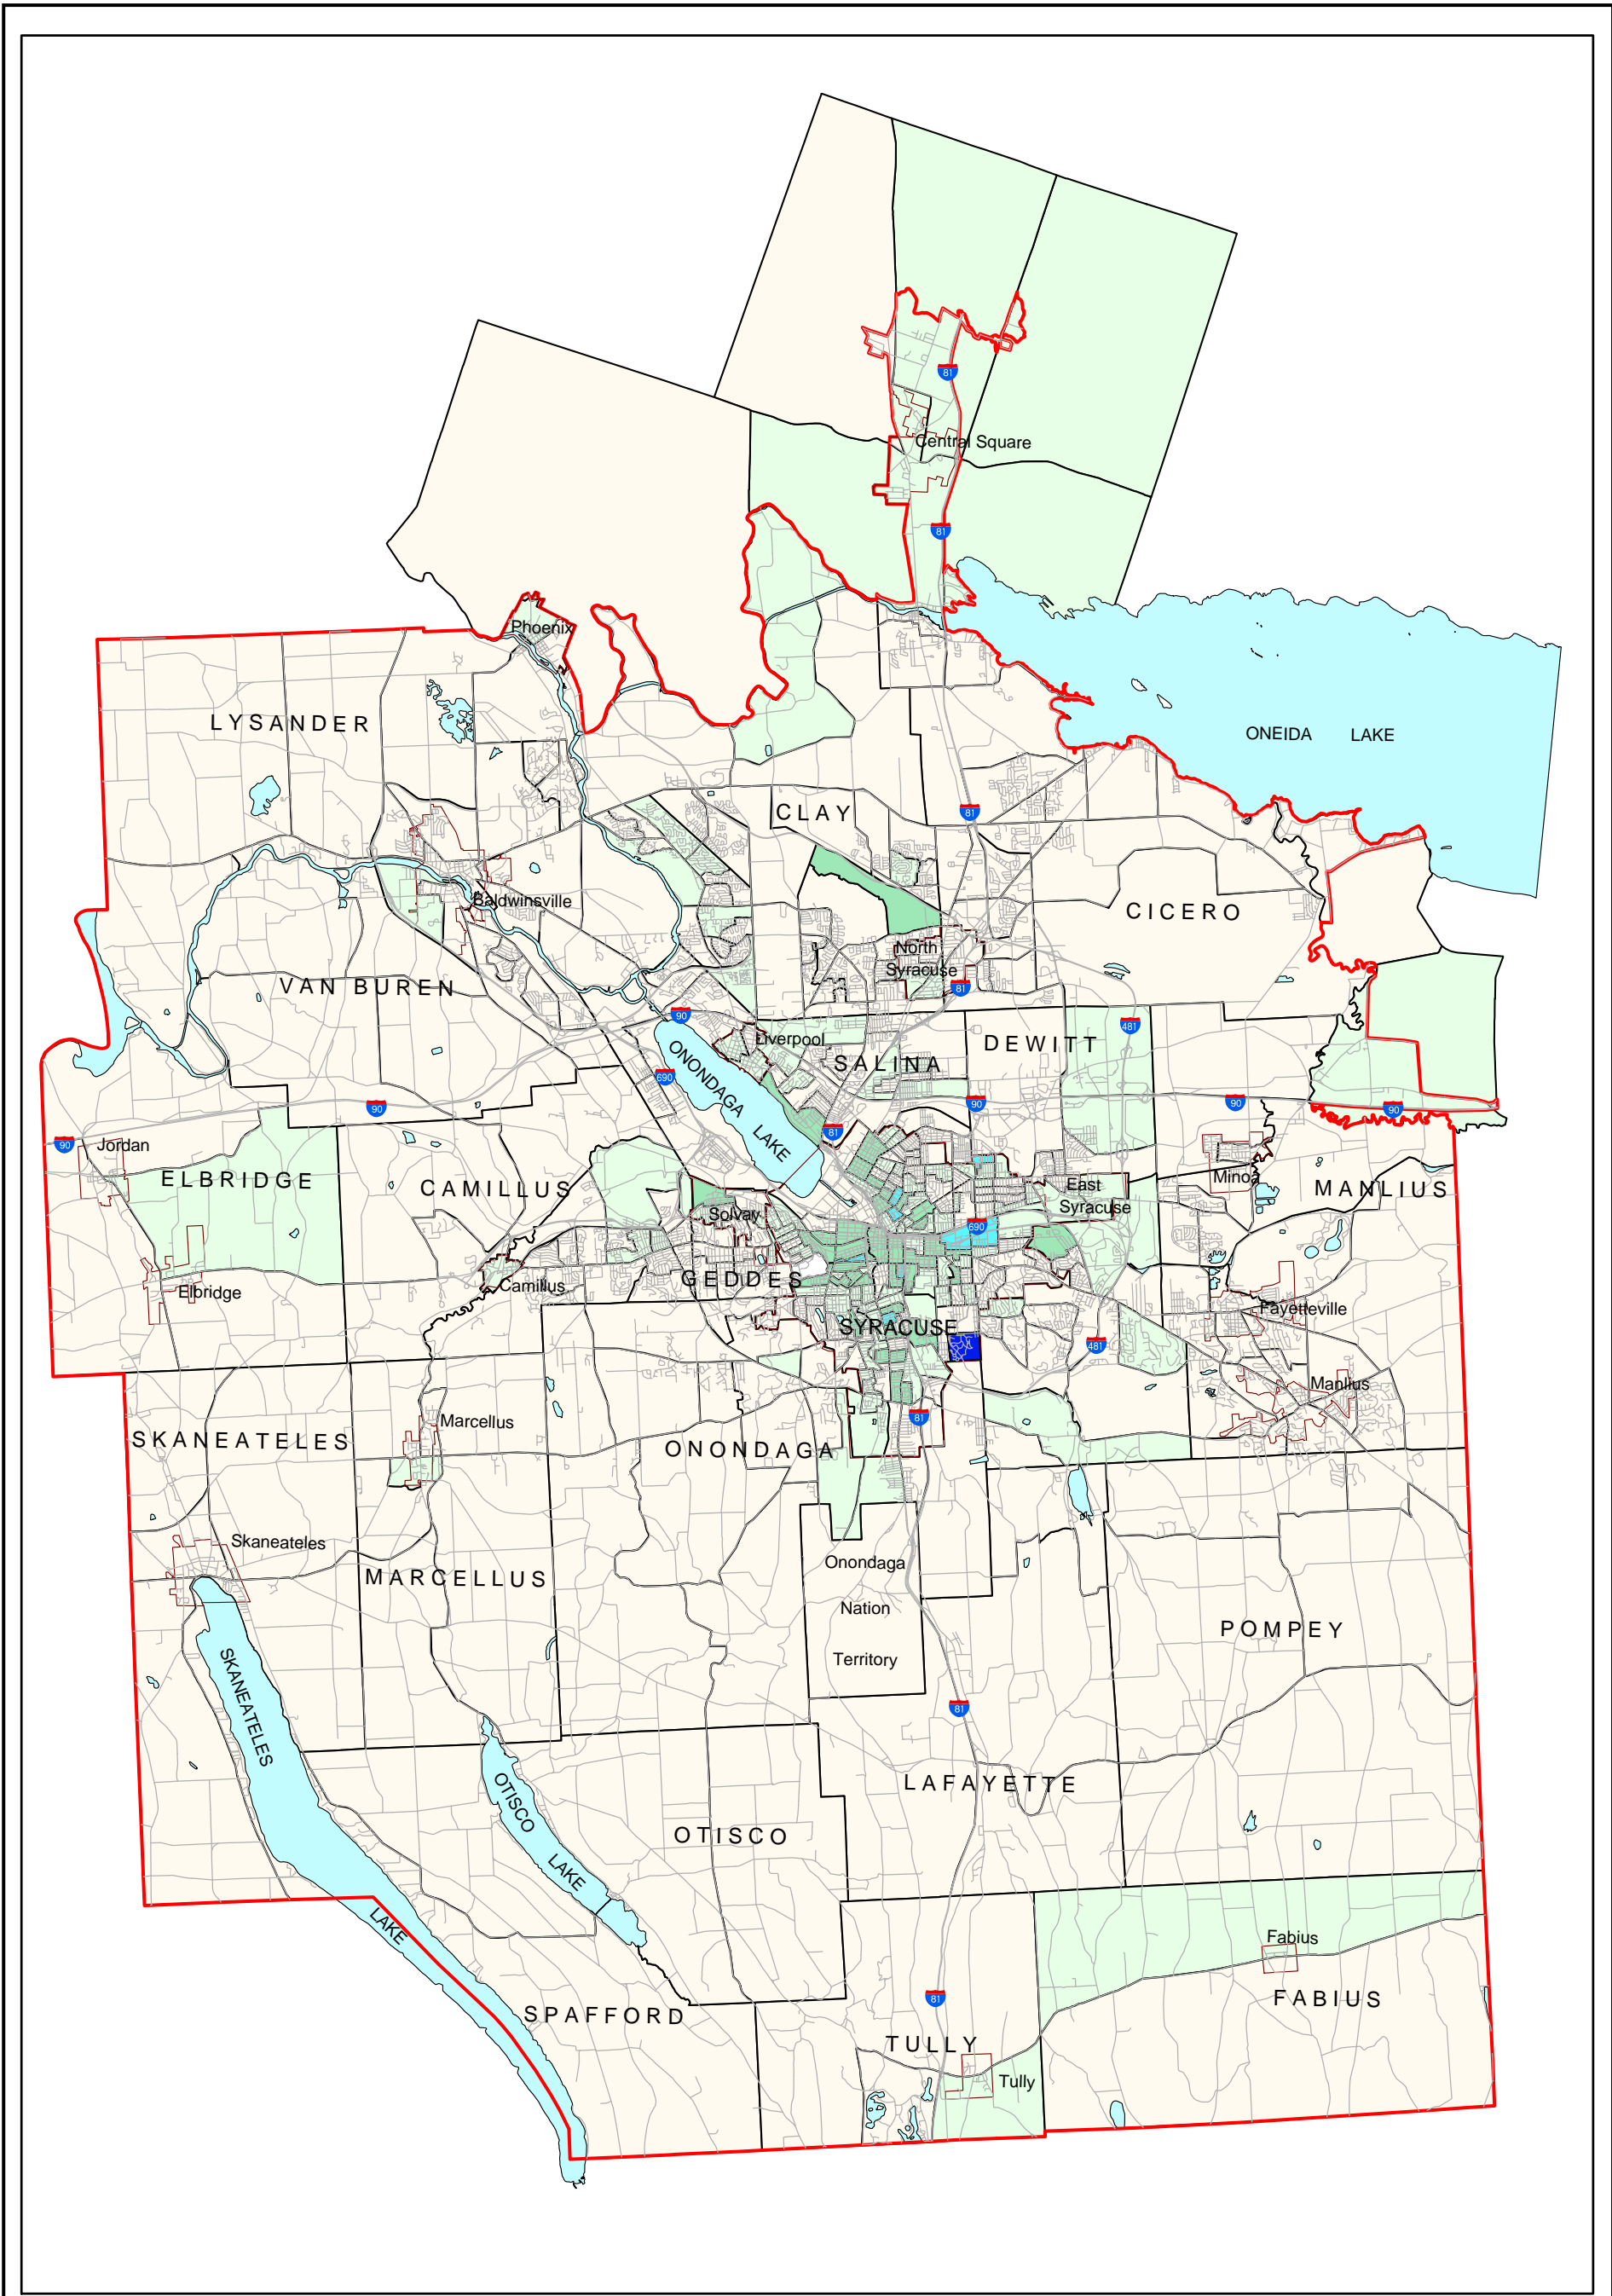 81
Central Square
81
Phoenix
LYSANDER
ONEIDA LAKE
CLAY
81
Baldwinsville
CICERO
North
Syracuse
81
VAN BUREN
90
Liverpool
481
DEWITT
SALINA
ONONDAGA
LAKE
690
90
90
90
90
81
90
Jordan
ELBRIDGE
CAMILLUS
East
Syracuse
Minoa
MANLIUS
Solvay
690
GEDDES
Camillus
Elbridge
Fayetteville
SYRACUSE
481
Manlius
Marcellus
81
SKANEATELES
ONONDAGA
Skaneateles
MARCELLUS
Onondaga
Nation
Territory
POMPEY
SKANEATELES
LAKE
81
LAFAYETTE
OTISCO
LAKE
OTISCO
Fabius
FABIUS
81
SPAFFORD
TULLY
Tully